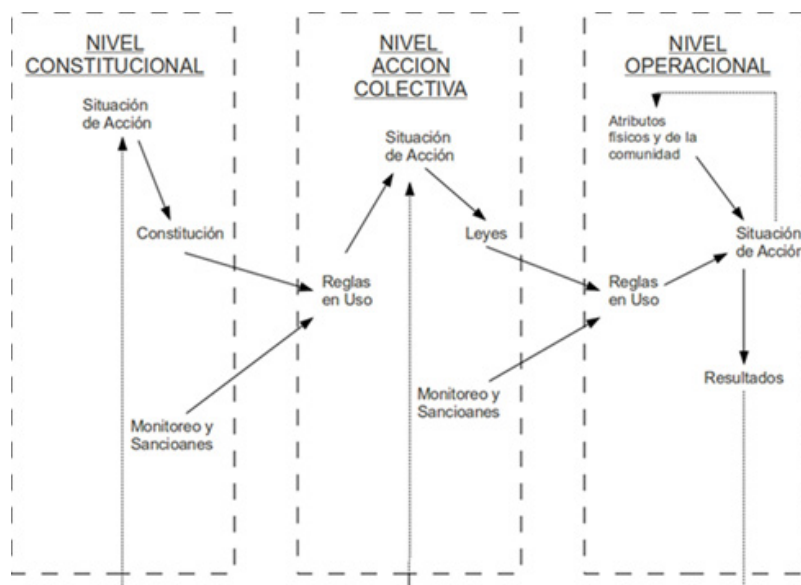 NIVEL
CONSTITUCIONAL
Situación
de Acción
Constitución
Monitoreo y
Sancioanes
NIVEL
ACCION
COLECTIVA
Situación
de Acción
Leyes
Reglas
en Uso
Monitoreo y
Sancioanes
NIVEL
OPERACIONAL
Atributos
físicos y de la
comunidad
Situación
de Acción
Reglas
en Uso
Resultados